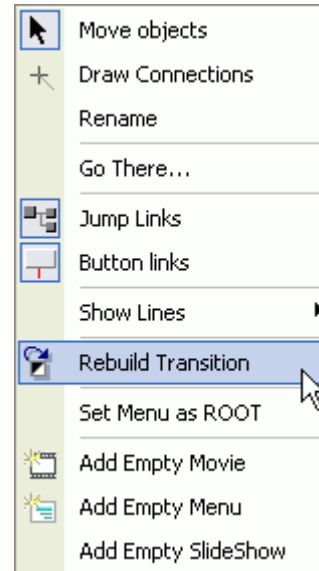 Move objects
Draw Connections
Rename
Go There...
Jump Links
Button links
Show Lines
Rebuild Transition
Set Menu as ROOT
Add Empty Movie
Add Empty Menu
Add Empty SlideShow